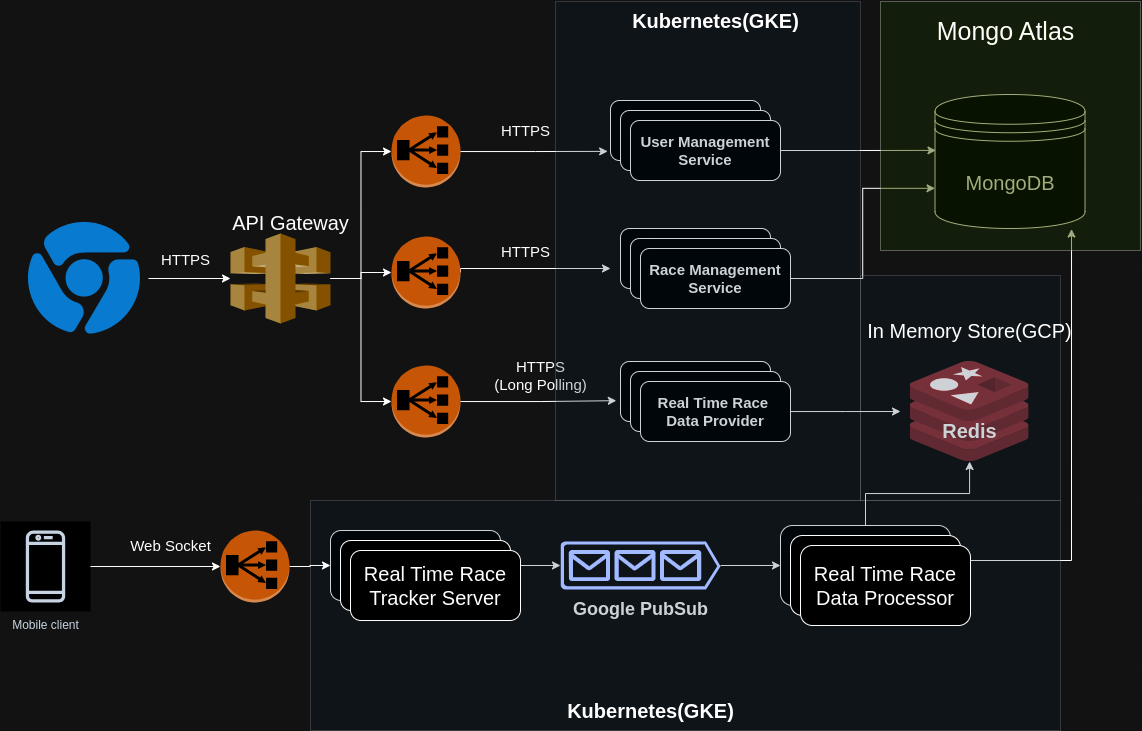 Kubernetes(GKE)
Mongo Atlas
HTTPS
User Management
Service
MongoDB
API Gateway
HTTPS
HTTPS
Race Management
Service
In Memory Store(GCP)
HTTPS
(Long Polling)
Real Time Race
Data Provider
Redis
Web Socket
Mobile client
Real Time Race
Tracker Server
Google PubSub
Real Time Race
Data Processor
Kubernetes(GKE)